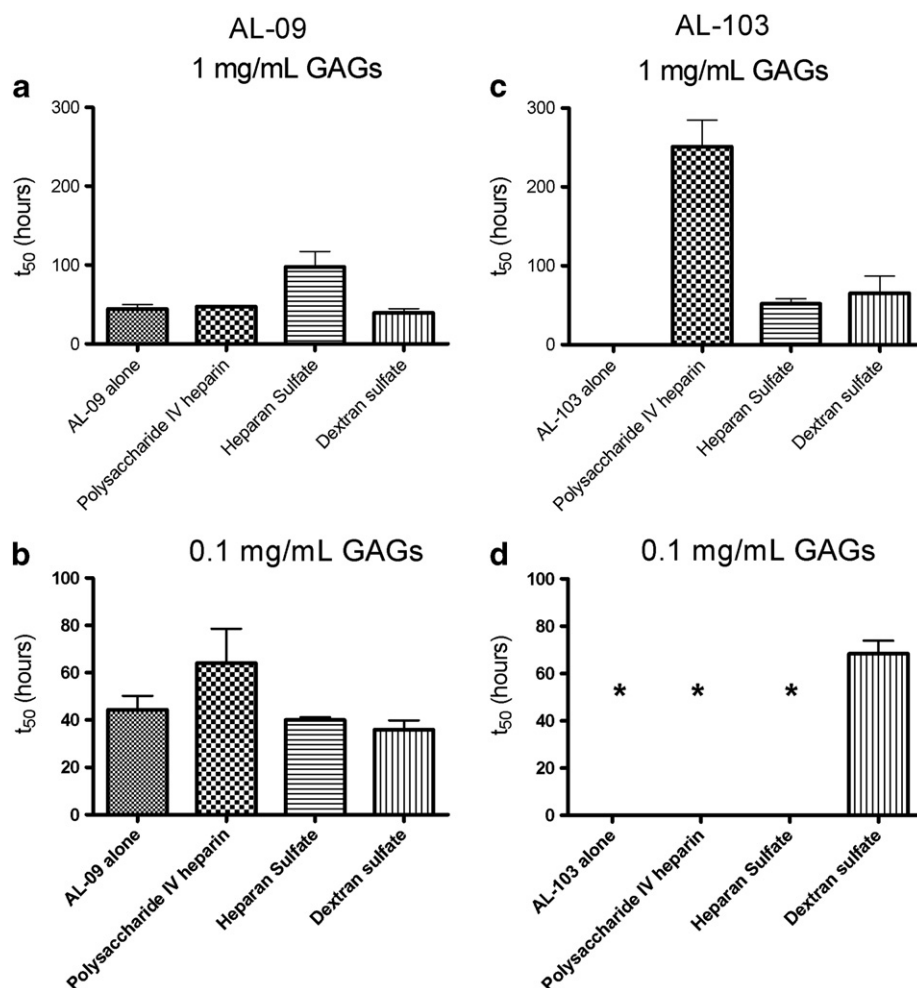 AL-09
1 mg/mL GAGs
a
300
200
100
0
t50 (hours)
AL-09 alone
Polysaccharide IV heparin
Heparan Sulfate
Dextran sulfate
AL-103
1 mg/mL GAGs
c
300
200
100
0
t50 (hours)
AL-103 alone
Polysaccharide IV heparin
Heparan Sulfate
Dextran sulfate
b
0.1 mg/mL GAGs
100
80
60
40
20
0
t50 (hours)
AL-09 alone
Polysaccharide IV heparin
Heparin Sulfate
Dextran sulfate
d
0.1 mg/mL GAGs
100
80
60
40
20
0
t50 (hours)
* * *
AL-103 alone
Polysaccharide IV heparin
Heparin Sulfate
Dextran sulfate